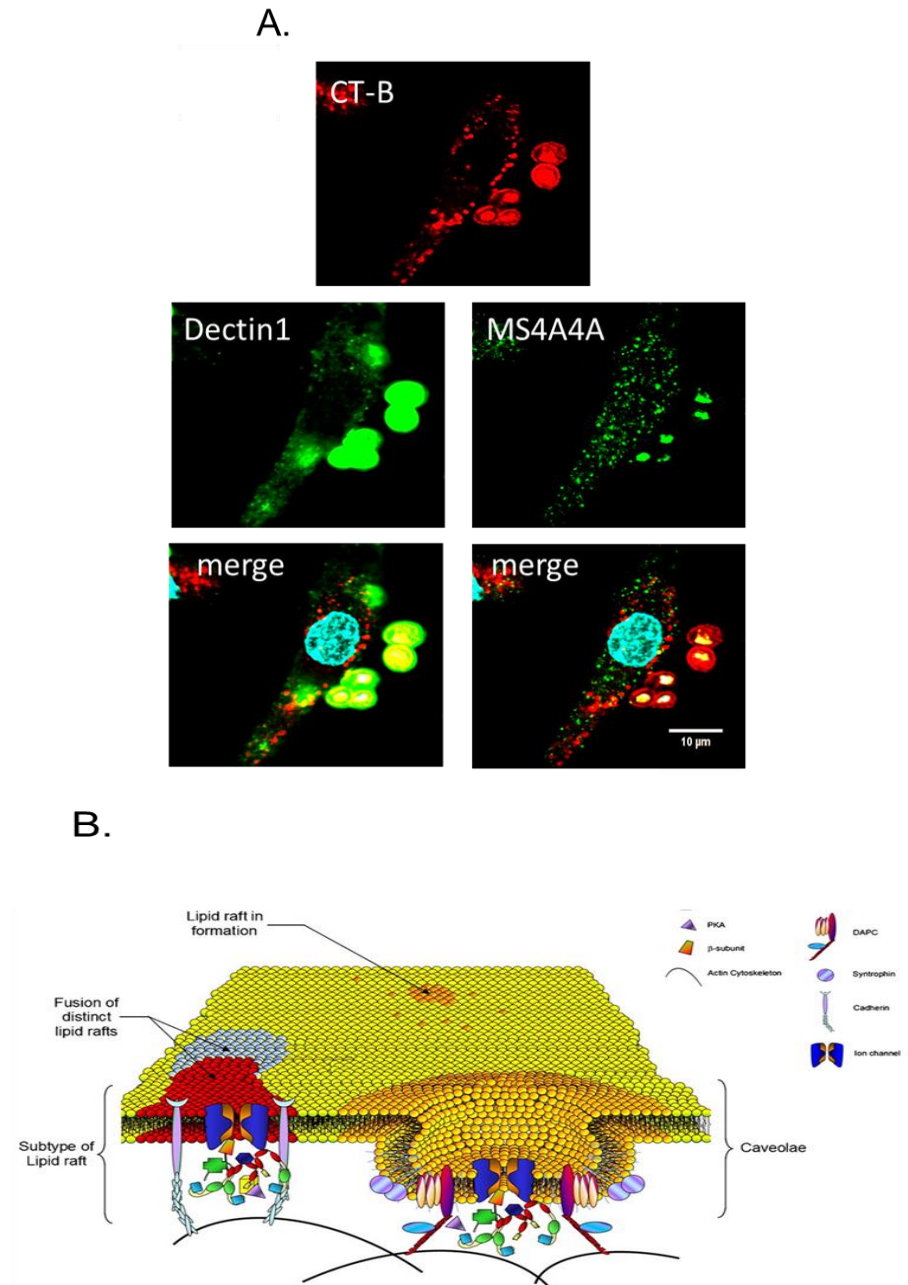 A.
CT-B
Dectin1
MS4A4A
merge
merge
10 µm
B.
Lipid raft in
formation
Fusion of
distinct
lipid rafts
Subtype of
Lipid raft
Caveolae
PKA
β-subunit
Actin Cytoskeleton
DAPC
Syntrophin
Cadherin
Ion channel